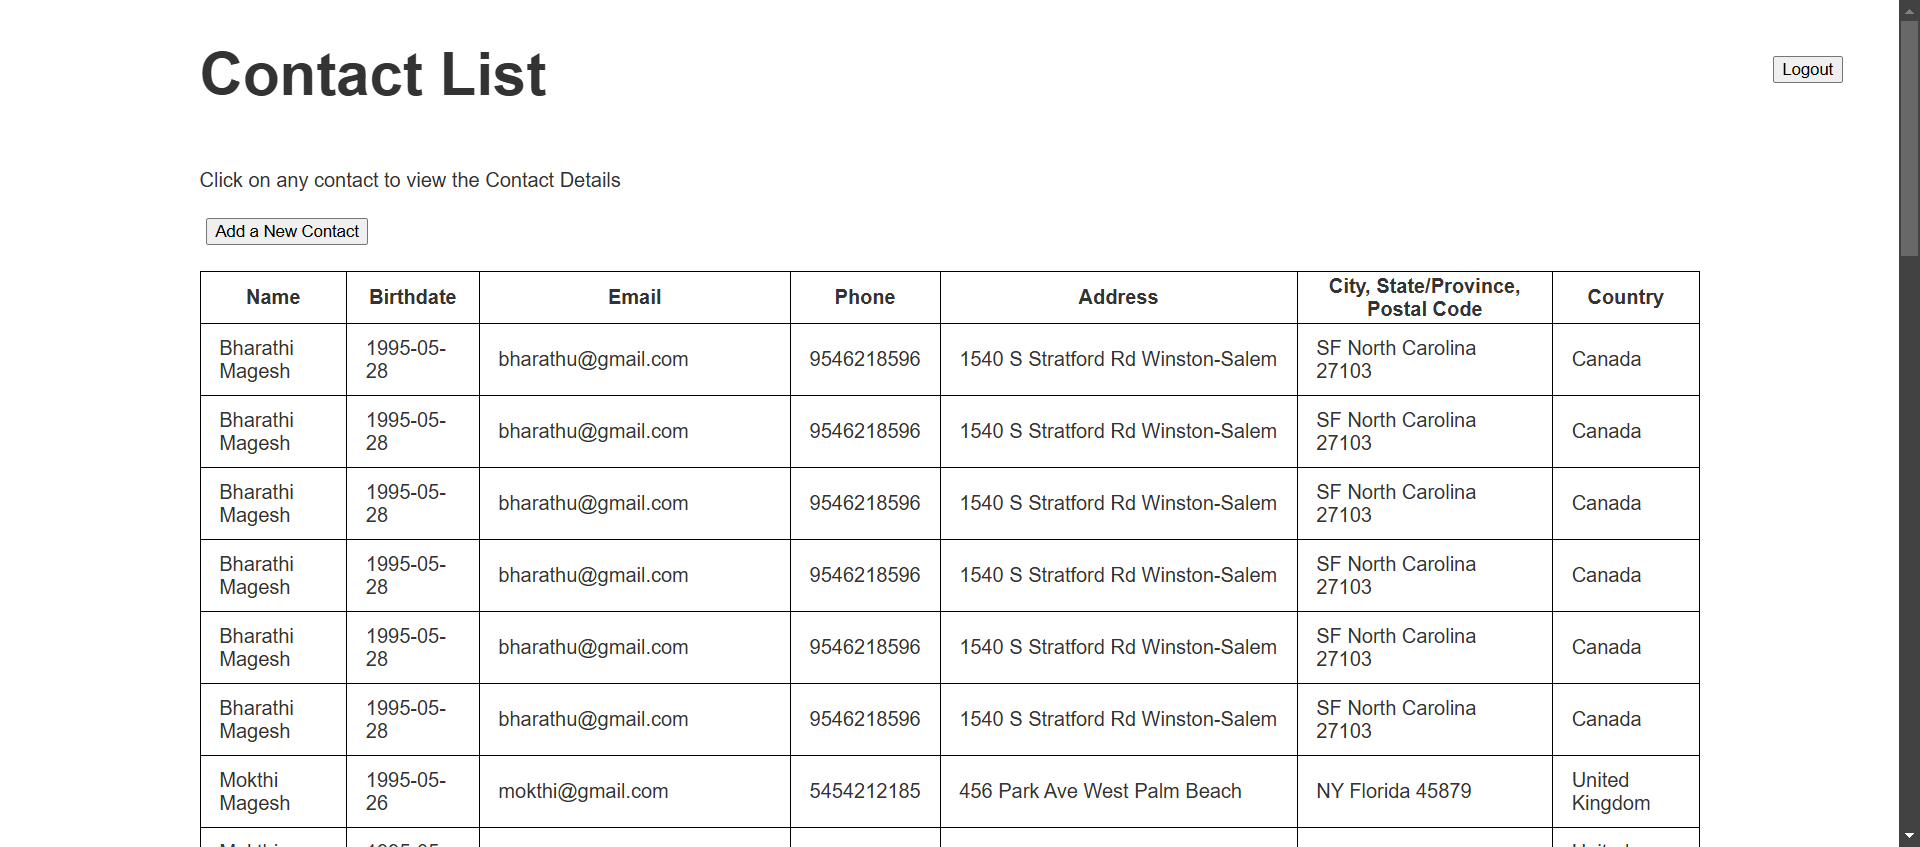 Contact List
Logout
Click on any contact to view the Contact Details
Add a New Contact
Name Birthdate Email Phone Address City, State/Province, Postal Code Country
Bharathi Magesh 1995-05-28 bharathu@gmail.com 9546218596 1540 S Stratford Rd Winston-Salem SF North Carolina 27103 Canada
Bharathi Magesh 1995-05-28 bharathu@gmail.com 9546218596 1540 S Stratford Rd Winston-Salem SF North Carolina 27103 Canada
Bharathi Magesh 1995-05-28 bharathu@gmail.com 9546218596 1540 S Stratford Rd Winston-Salem SF North Carolina 27103 Canada
Bharathi Magesh 1995-05-28 bharathu@gmail.com 9546218596 1540 S Stratford Rd Winston-Salem SF North Carolina 27103 Canada
Bharathi Magesh 1995-05-28 bharathu@gmail.com 9546218596 1540 S Stratford Rd Winston-Salem SF North Carolina 27103 Canada
Bharathi Magesh 1995-05-28 bharathu@gmail.com 9546218596 1540 S Stratford Rd Winston-Salem SF North Carolina 27103 Canada
Mokthi Magesh 1995-05-26 mokthi@gmail.com 5454212185 456 Park Ave West Palm Beach NY Florida 45879 United Kingdom